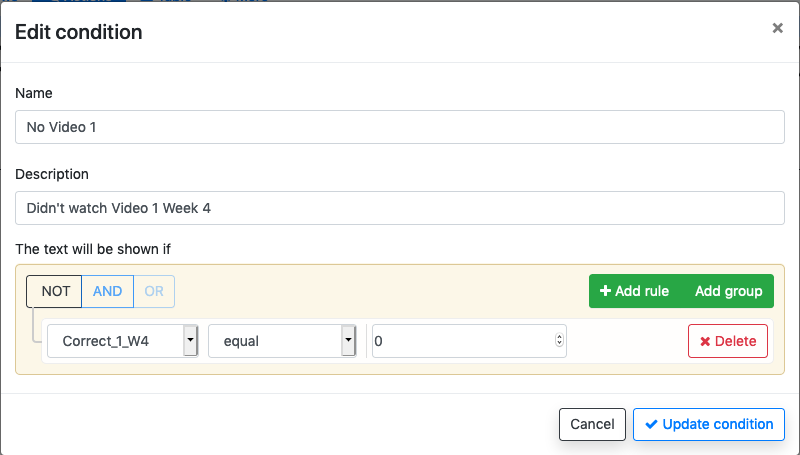 Edit condition ×
Name
No Video 1
Description
Didn't watch Video 1 Week 4
The text will be shown if
NOT AND OR Add rule Add group
Correct_1_W4 equal 0 Delete
Cancel Update condition